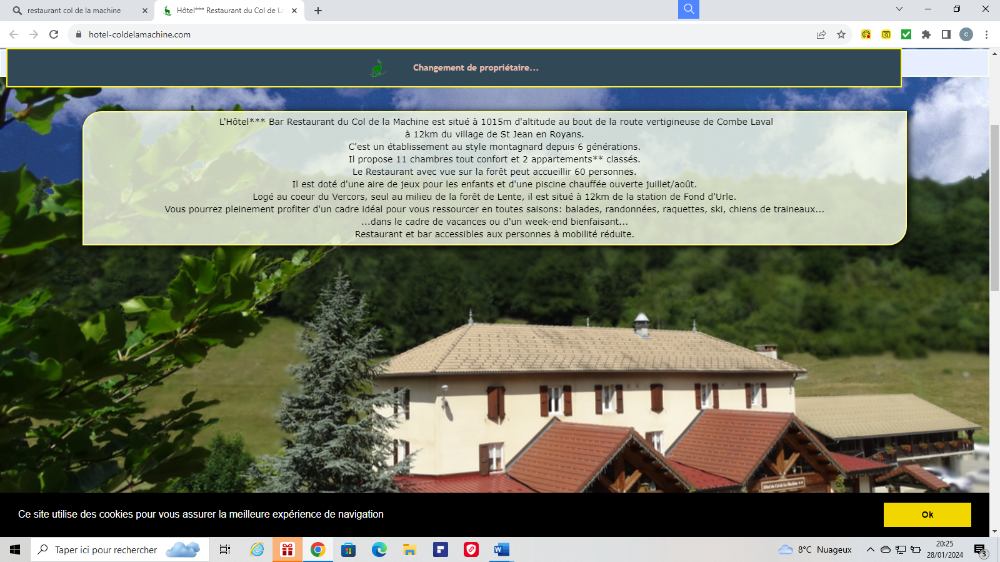 restaurant col de la machine
Hôtel*** Restaurant du Col de La
hotel-coldelamachine.com
c
Changement de propriétaire...
L'Hôtel*** Bar Restaurant du Col de la Machine est situé à 1015m d'altitude au bout de la route vertigineuse de Combe Laval
à 12km du village de St Jean en Royans.
C'est un établissement au style montagnard depuis 6 générations.
Il propose 11 chambres tout confort et 2 appartements** classés.
Le Restaurant avec vue sur la forêt peut accueillir 60 personnes.
Il est doté d'une aire de jeux pour les enfants et d'une piscine chauffée ouverte juillet/août.
Logé au coeur du Vercors, seul au milieu de la forêt de Lente, il est situé à 12km de la station de Fond d'Urle.
Vous pourrez pleinement profiter d'un cadre idéal pour vous ressourcer en toutes saisons: balades, randonnées, raquettes, ski, chiens de traineaux...
...dans le cadre de vacances ou d'un week-end bienfaisant...
Restaurant et bar accessibles aux personnes à mobilité réduite.
Hôtel du Col de La Machine
Ce site utilise des cookies pour vous assurer la meilleure expérience de navigation
Ok
Taper ici pour rechercher
8°C Nuageux
20:25
28/01/2024
3